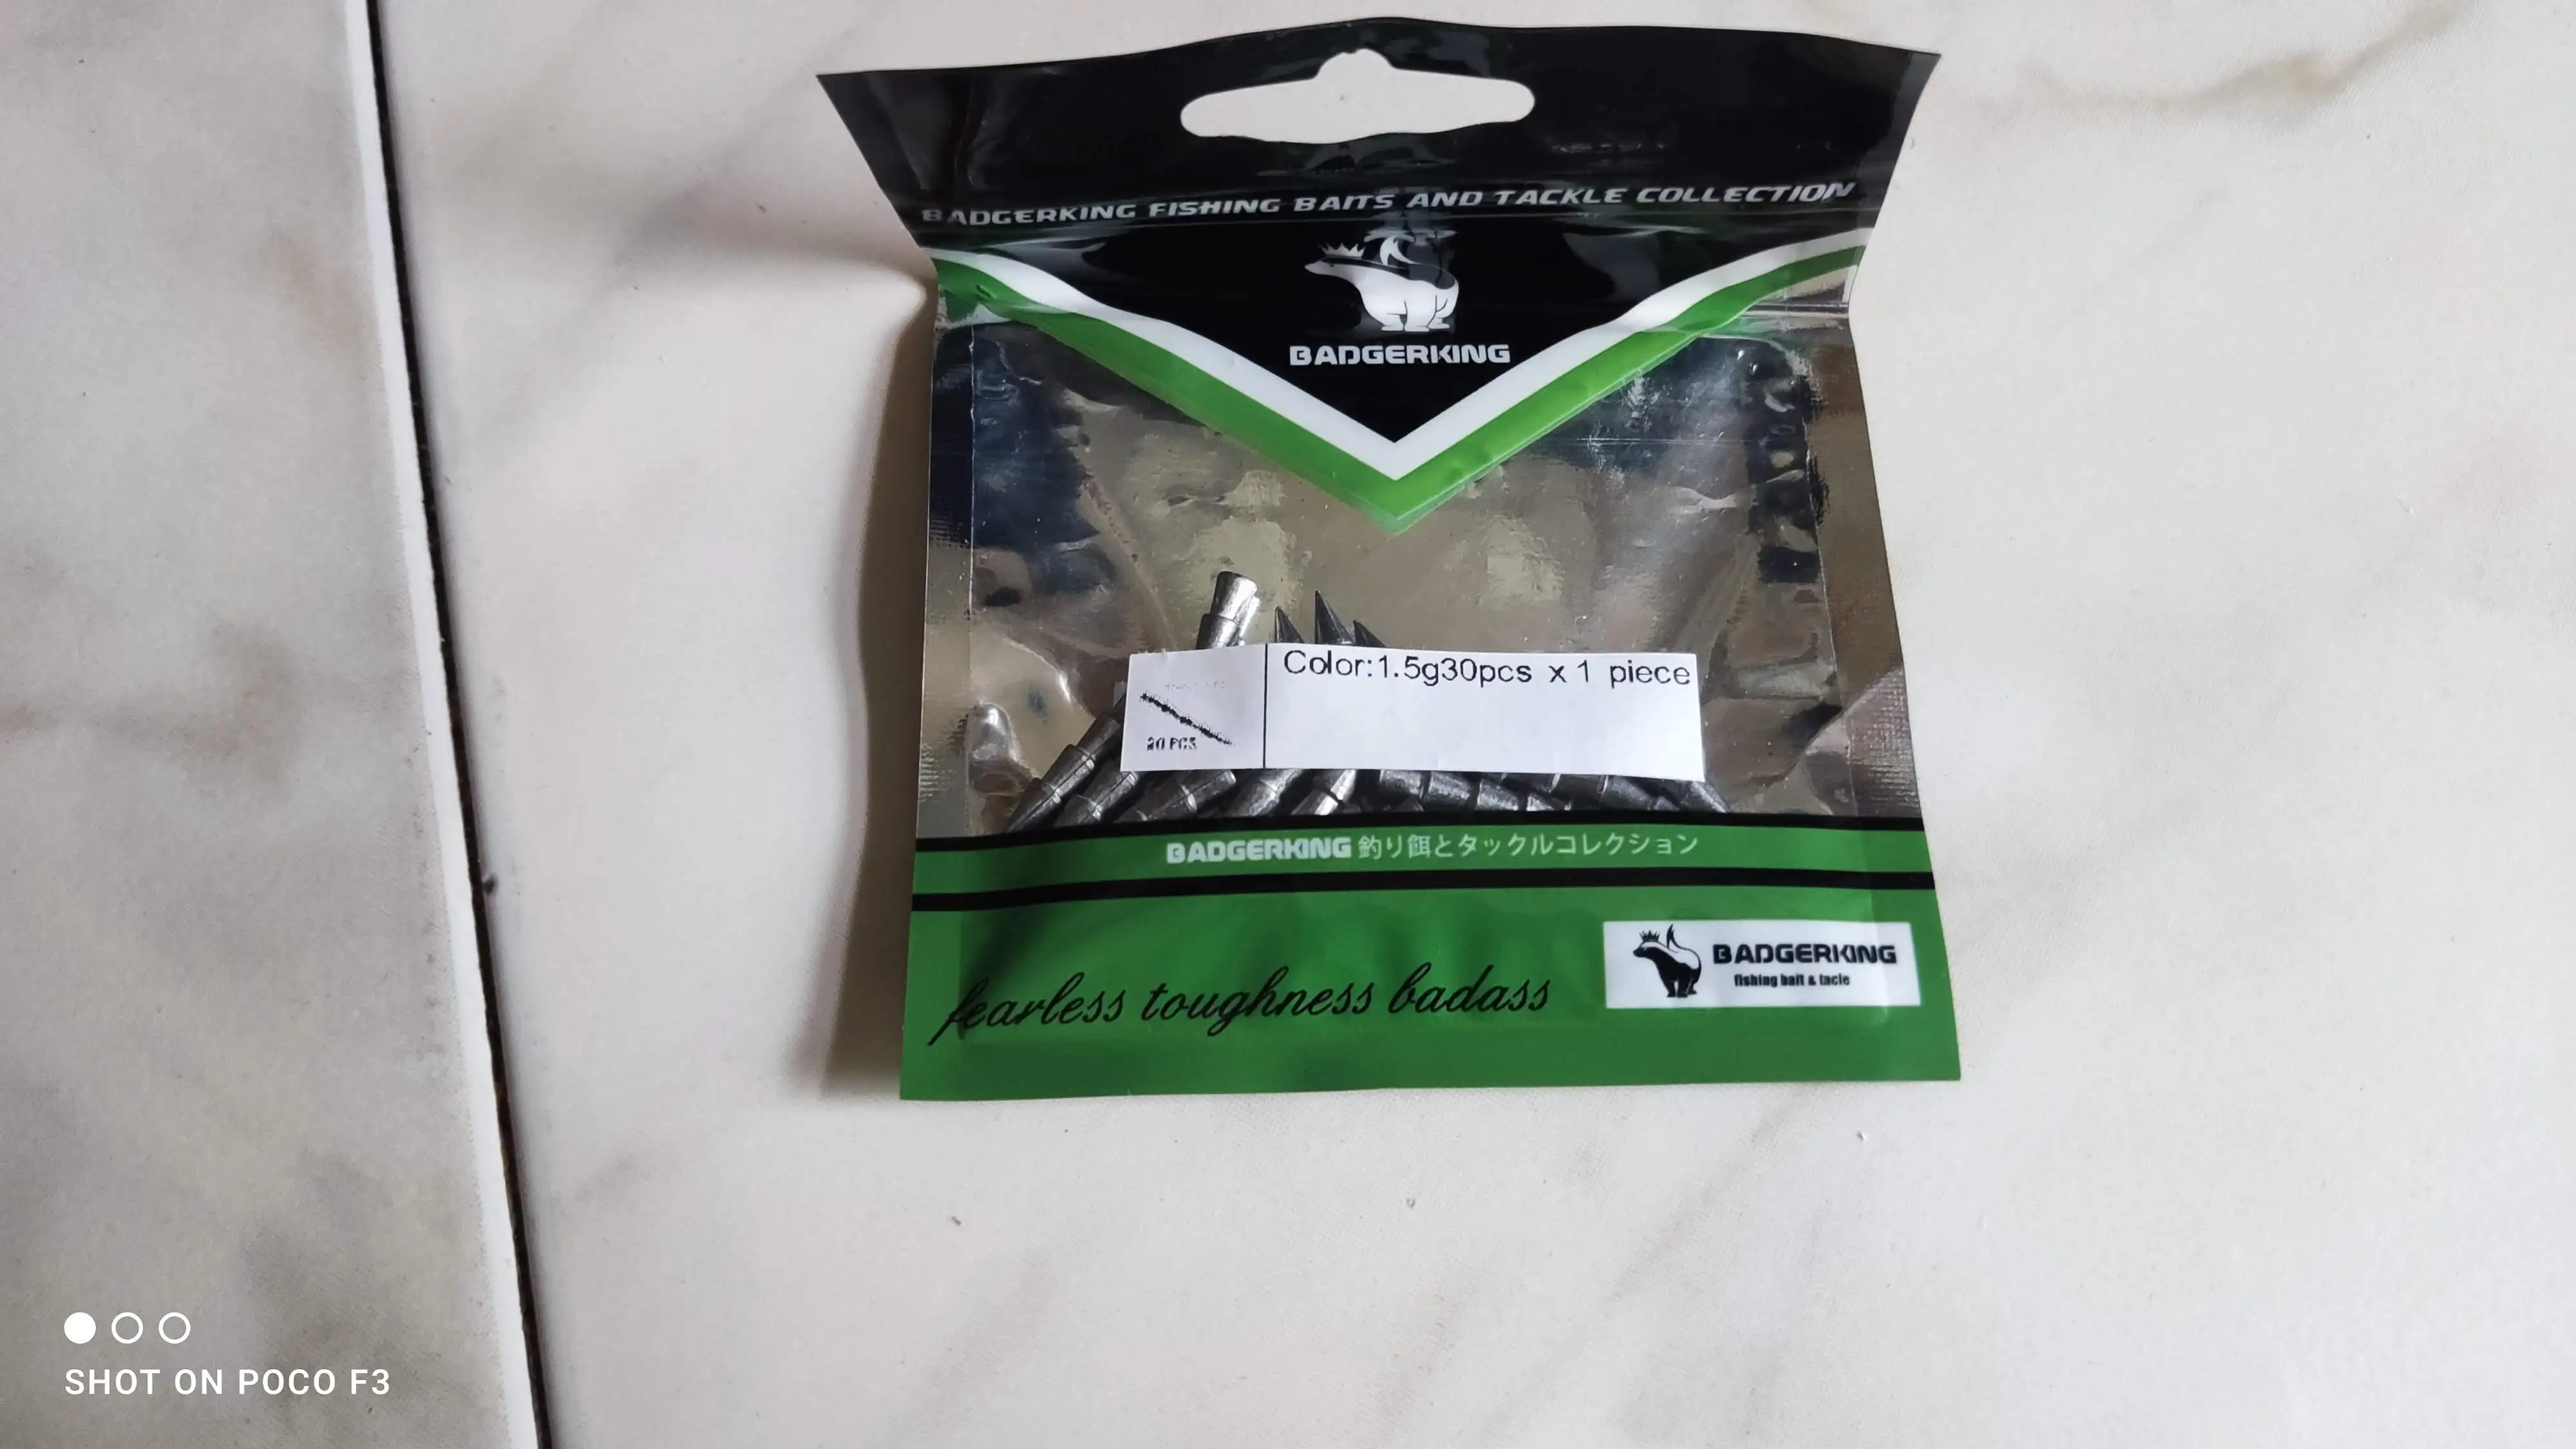 BADGERKING FISHING BAITS AND TACKLE COLLECTION
BADGERKING
Color:1.5g30pcs x 1 piece
BADGERKING 釣り餌とタックルコレクション
fearless toughness badass
BADGERKING
fishing bait & tacle
SHOT ON POCO F3